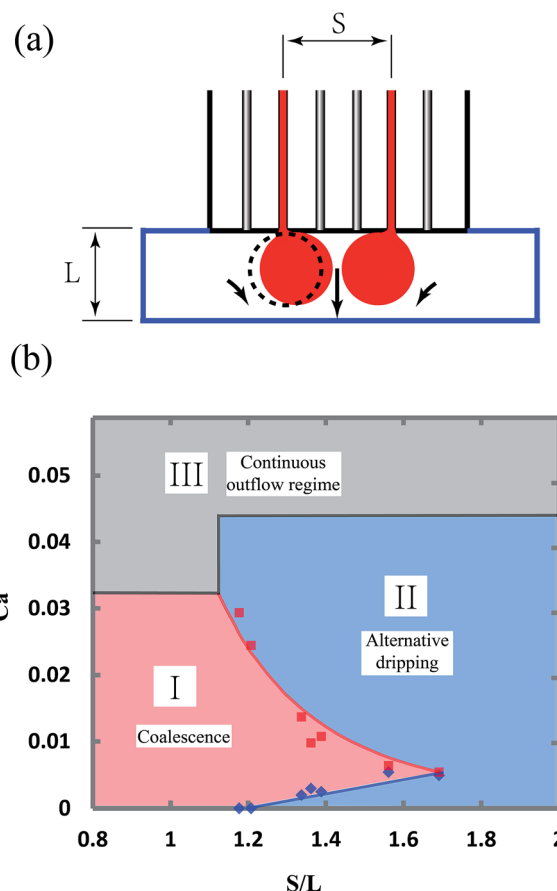 (a)
S
L
(b)
0.05
0.04
0.03
0.02
0.01
0
Ca
III
Continuous
outflow regime
II
Alternative
dripping
I
Coalescence
0.8
1
1.2
1.4
1.6
1.8
2
S/L